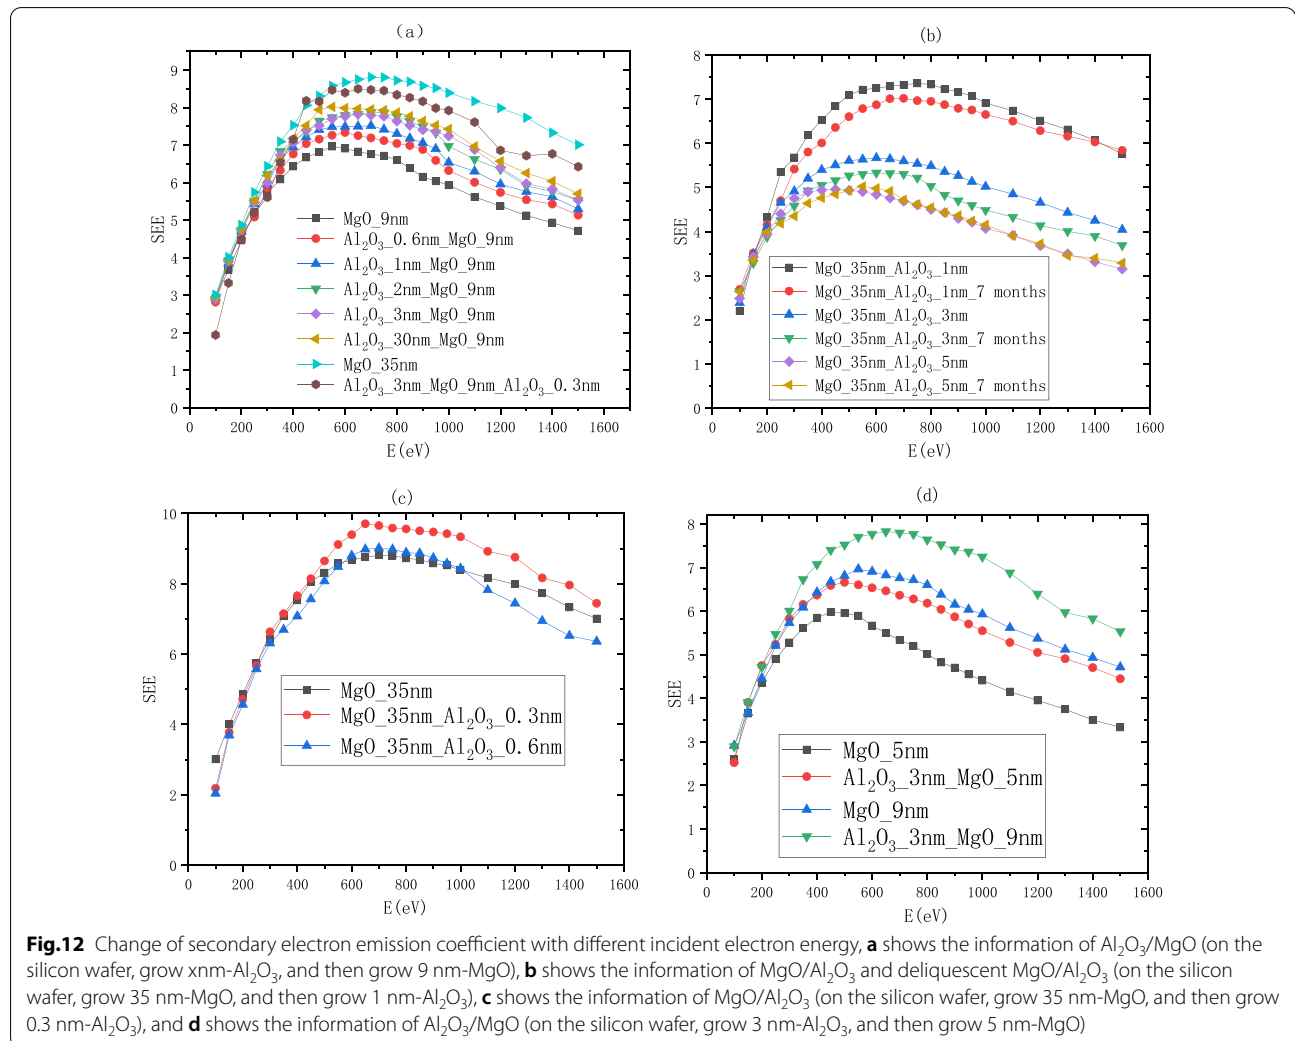 (a)
9
8
7
6
5
4
3
2
1
0
SEE
MgO_9nm
Al₂O₃_0.6nm_MgO_9nm
Al₂O₃_1nm_MgO_9nm
Al₂O₃_2nm_MgO_9nm
Al₂O₃_3nm_MgO_9nm
Al₂O₃_30nm_MgO_9nm
MgO_35nm
Al₂O₃_3nm_MgO_9nm_Al₂O₃_0.3nm
0 200 400 600 800 1000 1200 1400 1600
E(eV)
(b)
8
7
6
5
4
3
2
1
0
SEE
MgO_35nm_Al₂O₃_1nm
MgO_35nm_Al₂O₃_1nm_7 months
MgO_35nm_Al₂O₃_3nm
MgO_35nm_Al₂O₃_3nm_7 months
MgO_35nm_Al₂O₃_5nm
MgO_35nm_Al₂O₃_5nm_7 months
0 200 400 600 800 1000 1200 1400 1600
E(eV)
(c)
10
8
6
4
2
0
SEE
MgO_35nm
MgO_35nm_Al₂O₃_0.3nm
MgO_35nm_Al₂O₃_0.6nm
0 200 400 600 800 1000 1200 1400 1600
E(eV)
(d)
8
7
6
5
4
3
2
1
0
SEE
MgO_5nm
Al₂O₃_3nm_MgO_5nm
MgO_9nm
Al₂O₃_3nm_MgO_9nm
0 200 400 600 800 1000 1200 1400 1600
E(eV)
Fig.12 Change of secondary electron emission coefficient with different incident electron energy, a shows the information of Al₂O₃/MgO (on the
silicon wafer, grow xnm-Al₂O₃, and then grow 9 nm-MgO), b shows the information of MgO/Al₂O₃ and deliquescent MgO/Al₂O₃ (on the silicon
wafer, grow 35 nm-MgO, and then grow 1 nm-Al₂O₃), c shows the information of MgO/Al₂O₃ (on the silicon wafer, grow 35 nm-MgO, and then grow
0.3 nm-Al₂O₃), and d shows the information of Al₂O₃/MgO (on the silicon wafer, grow 3 nm-Al₂O₃, and then grow 5 nm-MgO)